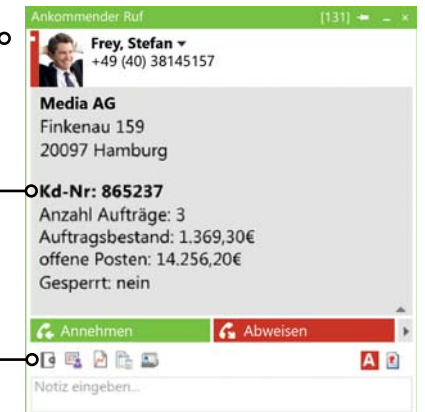 Ankommender Ruf [131]
Frey, Stefan
+49 (40) 38145157
Media AG
Finkenau 159
20097 Hamburg
Kd-Nr: 865237
Anzahl Aufträge: 3
Auftragsbestand: 1.369,30€
offene Posten: 14.256,20€
Gesperrt: nein
Annehmen Abweisen
A
Notiz eingeben...